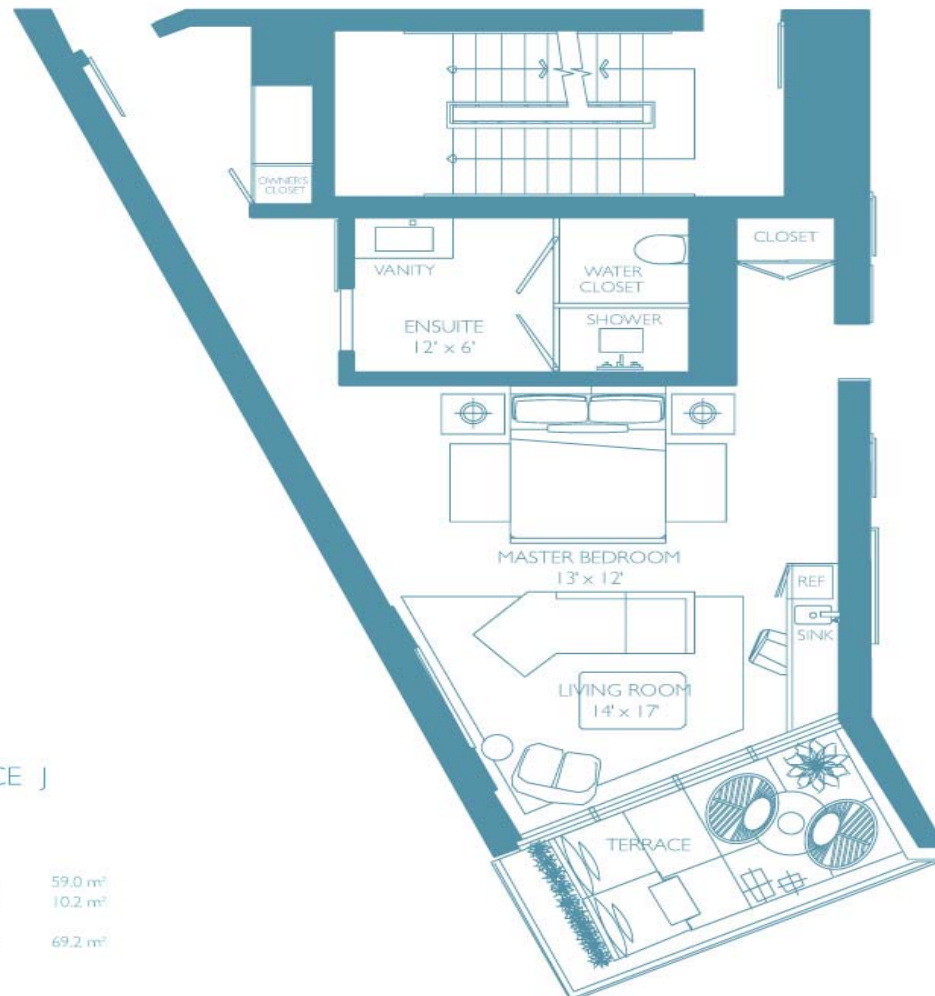 OWNER'S
CLOSET
CLOSET
VANITY
WATER
CLOSET
ENSUITE
12' x 6'
SHOWER
MASTER BEDROOM
13' x 12'
REF
SINK
LIVING ROOM
14' x 17'
TERRACE
CE J
59.0 m²
10.2 m²
69.2 m²